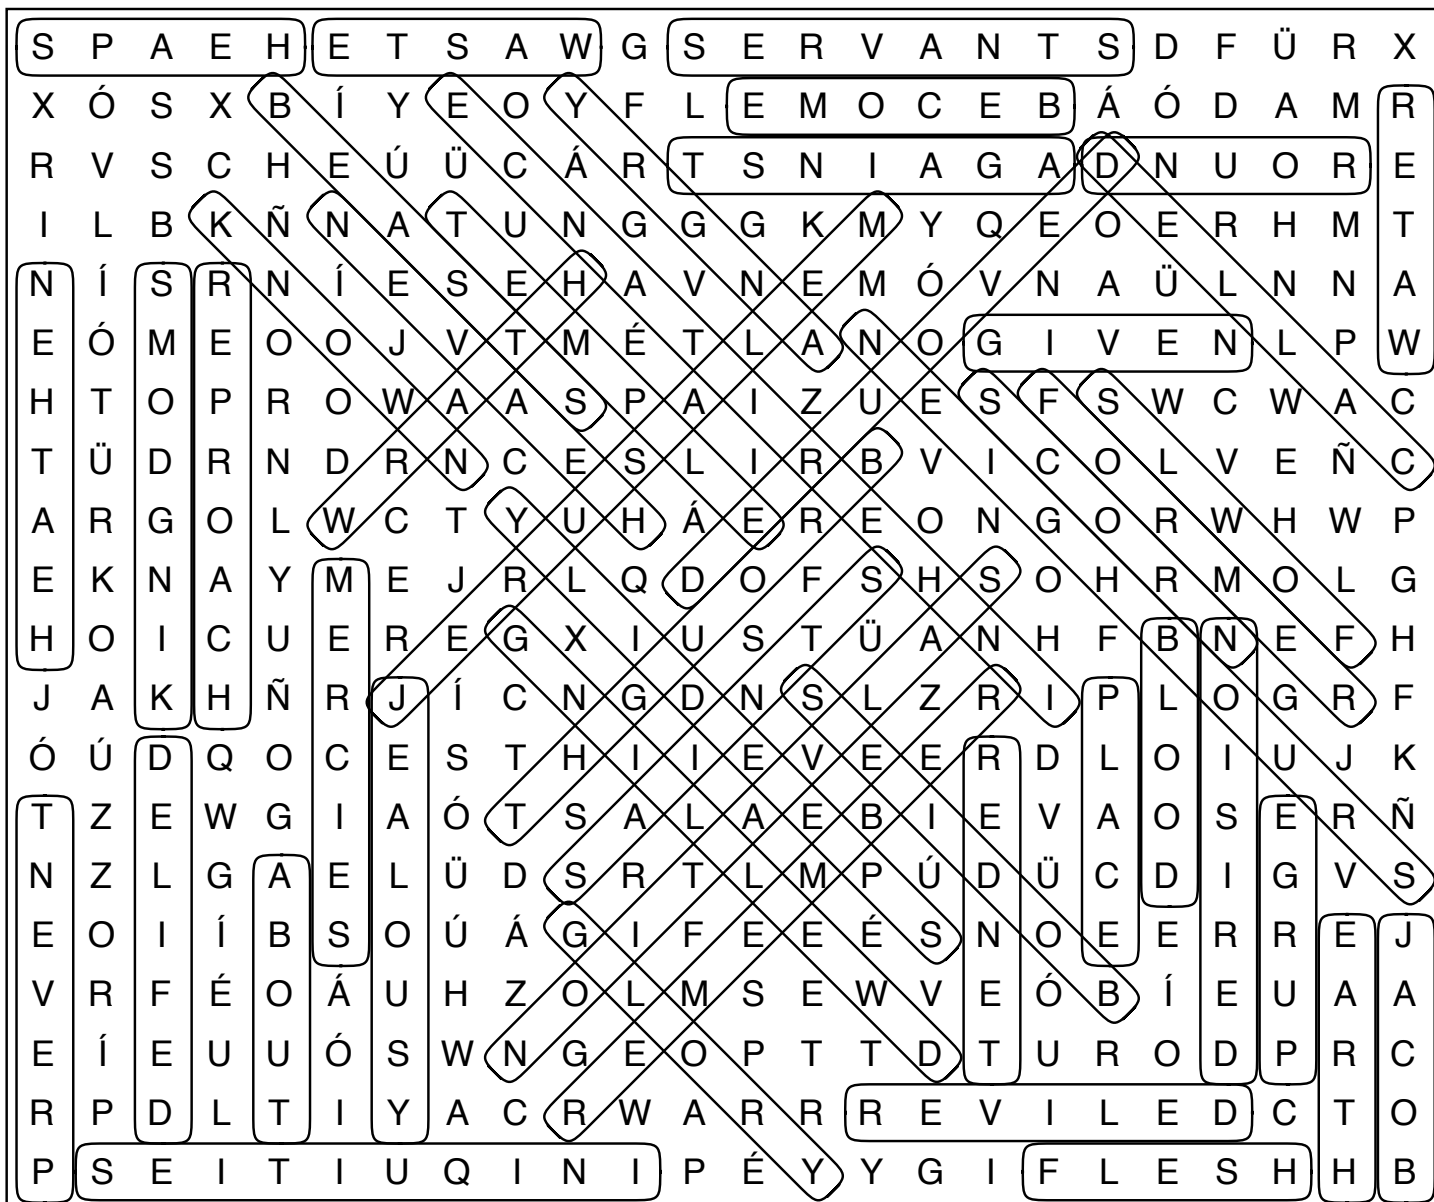 S P A E H E T S A W G S E R V A N T S D F Ü R X
X Ó S X B Í Y E O Y F L E M O C E B Á Ó D A M R
R V S C H E Ú Ü C Á R T S N I A G A D N U O R E
I L B K Ñ N A T U N G G G K M Y Q E O E R H M T
N Í S R N Í E S E H A V N E M Ó V N A Ü L N N A
E Ó M E O O J V T M É T L A N O G I V E N L P W
H T O P R O W A A S P A I Z U E S F S W C W A C
T Ü D R N D R N C E S L I R B V I C O L V E Ñ C
A R G O L W C T Y U H Á E R E O N G O R W H W P
E K N A Y M E J R L Q D O F S H S O H R M O L G
H O I C U E R E G X I U S T Ü A N H F B N E F H
J A K H Ñ R J Í C N G D N S L Z R I P L O G R F
Ó Ú D Q O C E S T H I I E V E E R D L O I U J K
T Z E W G I A Ó T S A L A E B I E V A O S E R Ñ
N Z L G A E L Ü D S R T L M P Ú D Ü C D I G V S
E O I Í B S O Ú Á G I F E E É S N O E E R R E J
V R F É O Á U H Z O L M S E W V E Ó B Í E U A A
E Í E U U Ó S W N G E O P T T D T U R O D P R C
R P D L T I Y A C R W A R R R E V I L E D C T O
P S E I T I U Q I N I P É Y Y G I F L E S H H B